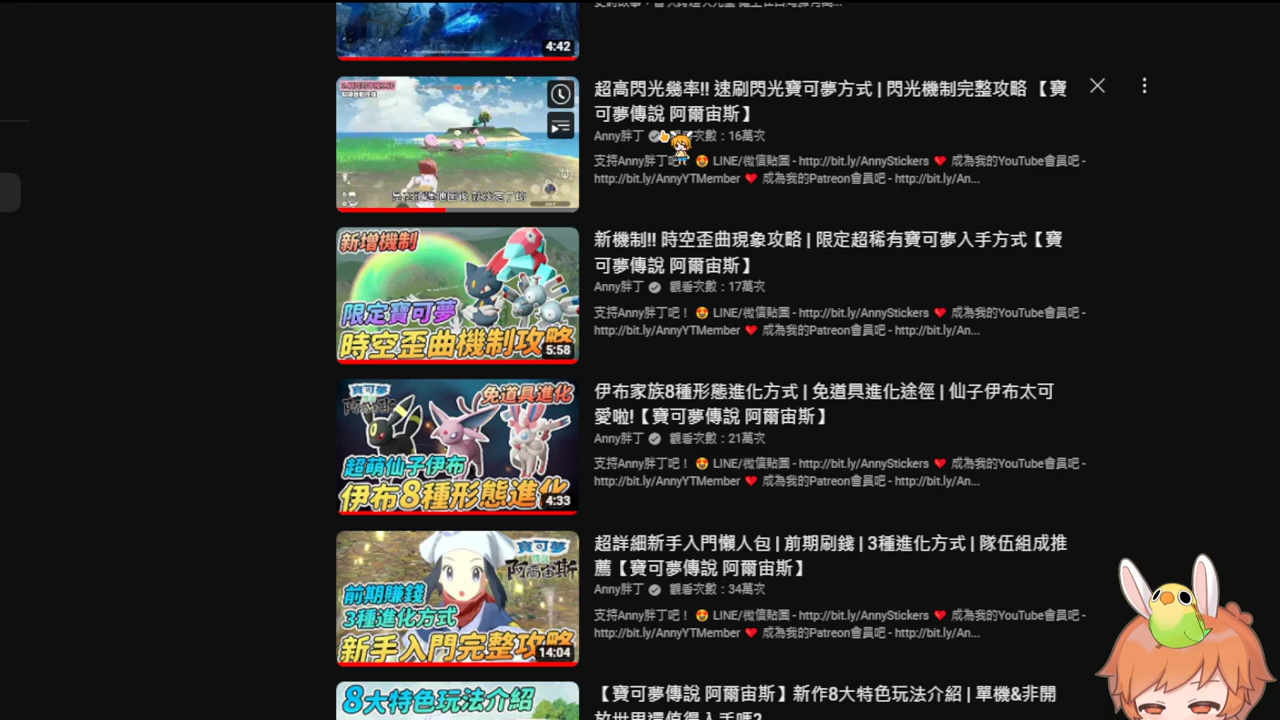 4:42
超高閃光幾率!! 速刷閃光寶可夢方式 | 閃光機制完整攻略 【寶
可夢傳說 阿爾宙斯】
Anny胖丁 次數：16萬次
支持Anny胖丁吧 LINE/微信貼圖 - http://bit.ly/AnnyStickers ❤️ 成為我的YouTube會員吧 -
http://bit.ly/AnnyYTMember ❤️ 成為我的Patreon會員吧 - http://bit.ly/An...
新增機制
限定寶可夢
時空歪曲機制攻略
5:58
新機制!! 時空歪曲現象攻略 | 限定超稀有寶可夢入手方式【寶
可夢傳說 阿爾宙斯】
Anny胖丁 觀看次數：17萬次
支持Anny胖丁吧！ 😍 LINE/微信貼圖 - http://bit.ly/AnnyStickers ❤️ 成為我的YouTube會員吧 -
http://bit.ly/AnnyYTMember ❤️ 成為我的Patreon會員吧 - http://bit.ly/An...
寶可夢
阿爾宙斯
免道具進化
超萌仙子伊布
伊布8種形態進化
4:33
伊布家族8種形態進化方式 | 免道具進化途徑 | 仙子伊布太可
愛啦!【寶可夢傳說 阿爾宙斯】
Anny胖丁 觀看次數：21萬次
支持Anny胖丁吧！ 😍 LINE/微信貼圖 - http://bit.ly/AnnyStickers ❤️ 成為我的YouTube會員吧 -
http://bit.ly/AnnyYTMember ❤️ 成為我的Patreon會員吧 - http://bit.ly/An...
寶可夢
阿爾宙斯
前期賺錢
3種進化方式
新手入門完整攻略
14:04
超詳細新手入門懶人包 | 前期刷錢 | 3種進化方式 | 隊伍組成推
薦【寶可夢傳說 阿爾宙斯】
Anny胖丁 觀看次數：34萬次
支持Anny胖丁吧！ 😍 LINE/微信貼圖 - http://bit.ly/AnnyStickers ❤️ 成為我的YouTube會員吧 -
http://bit.ly/AnnyYTMember ❤️ 成為我的Patreon會員吧 - http://bit.ly/An...
8大特色玩法介紹
【寶可夢傳說 阿爾宙斯】新作8大特色玩法介紹 | 單機&非開
放世界還值得入手嗎?